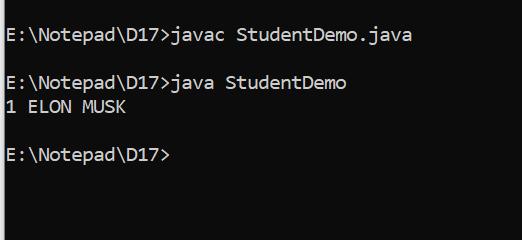 E:\Notepad\D17>javac StudentDemo.java
E:\Notepad\D17>java StudentDemo
1 ELON MUSK
E:\Notepad\D17>